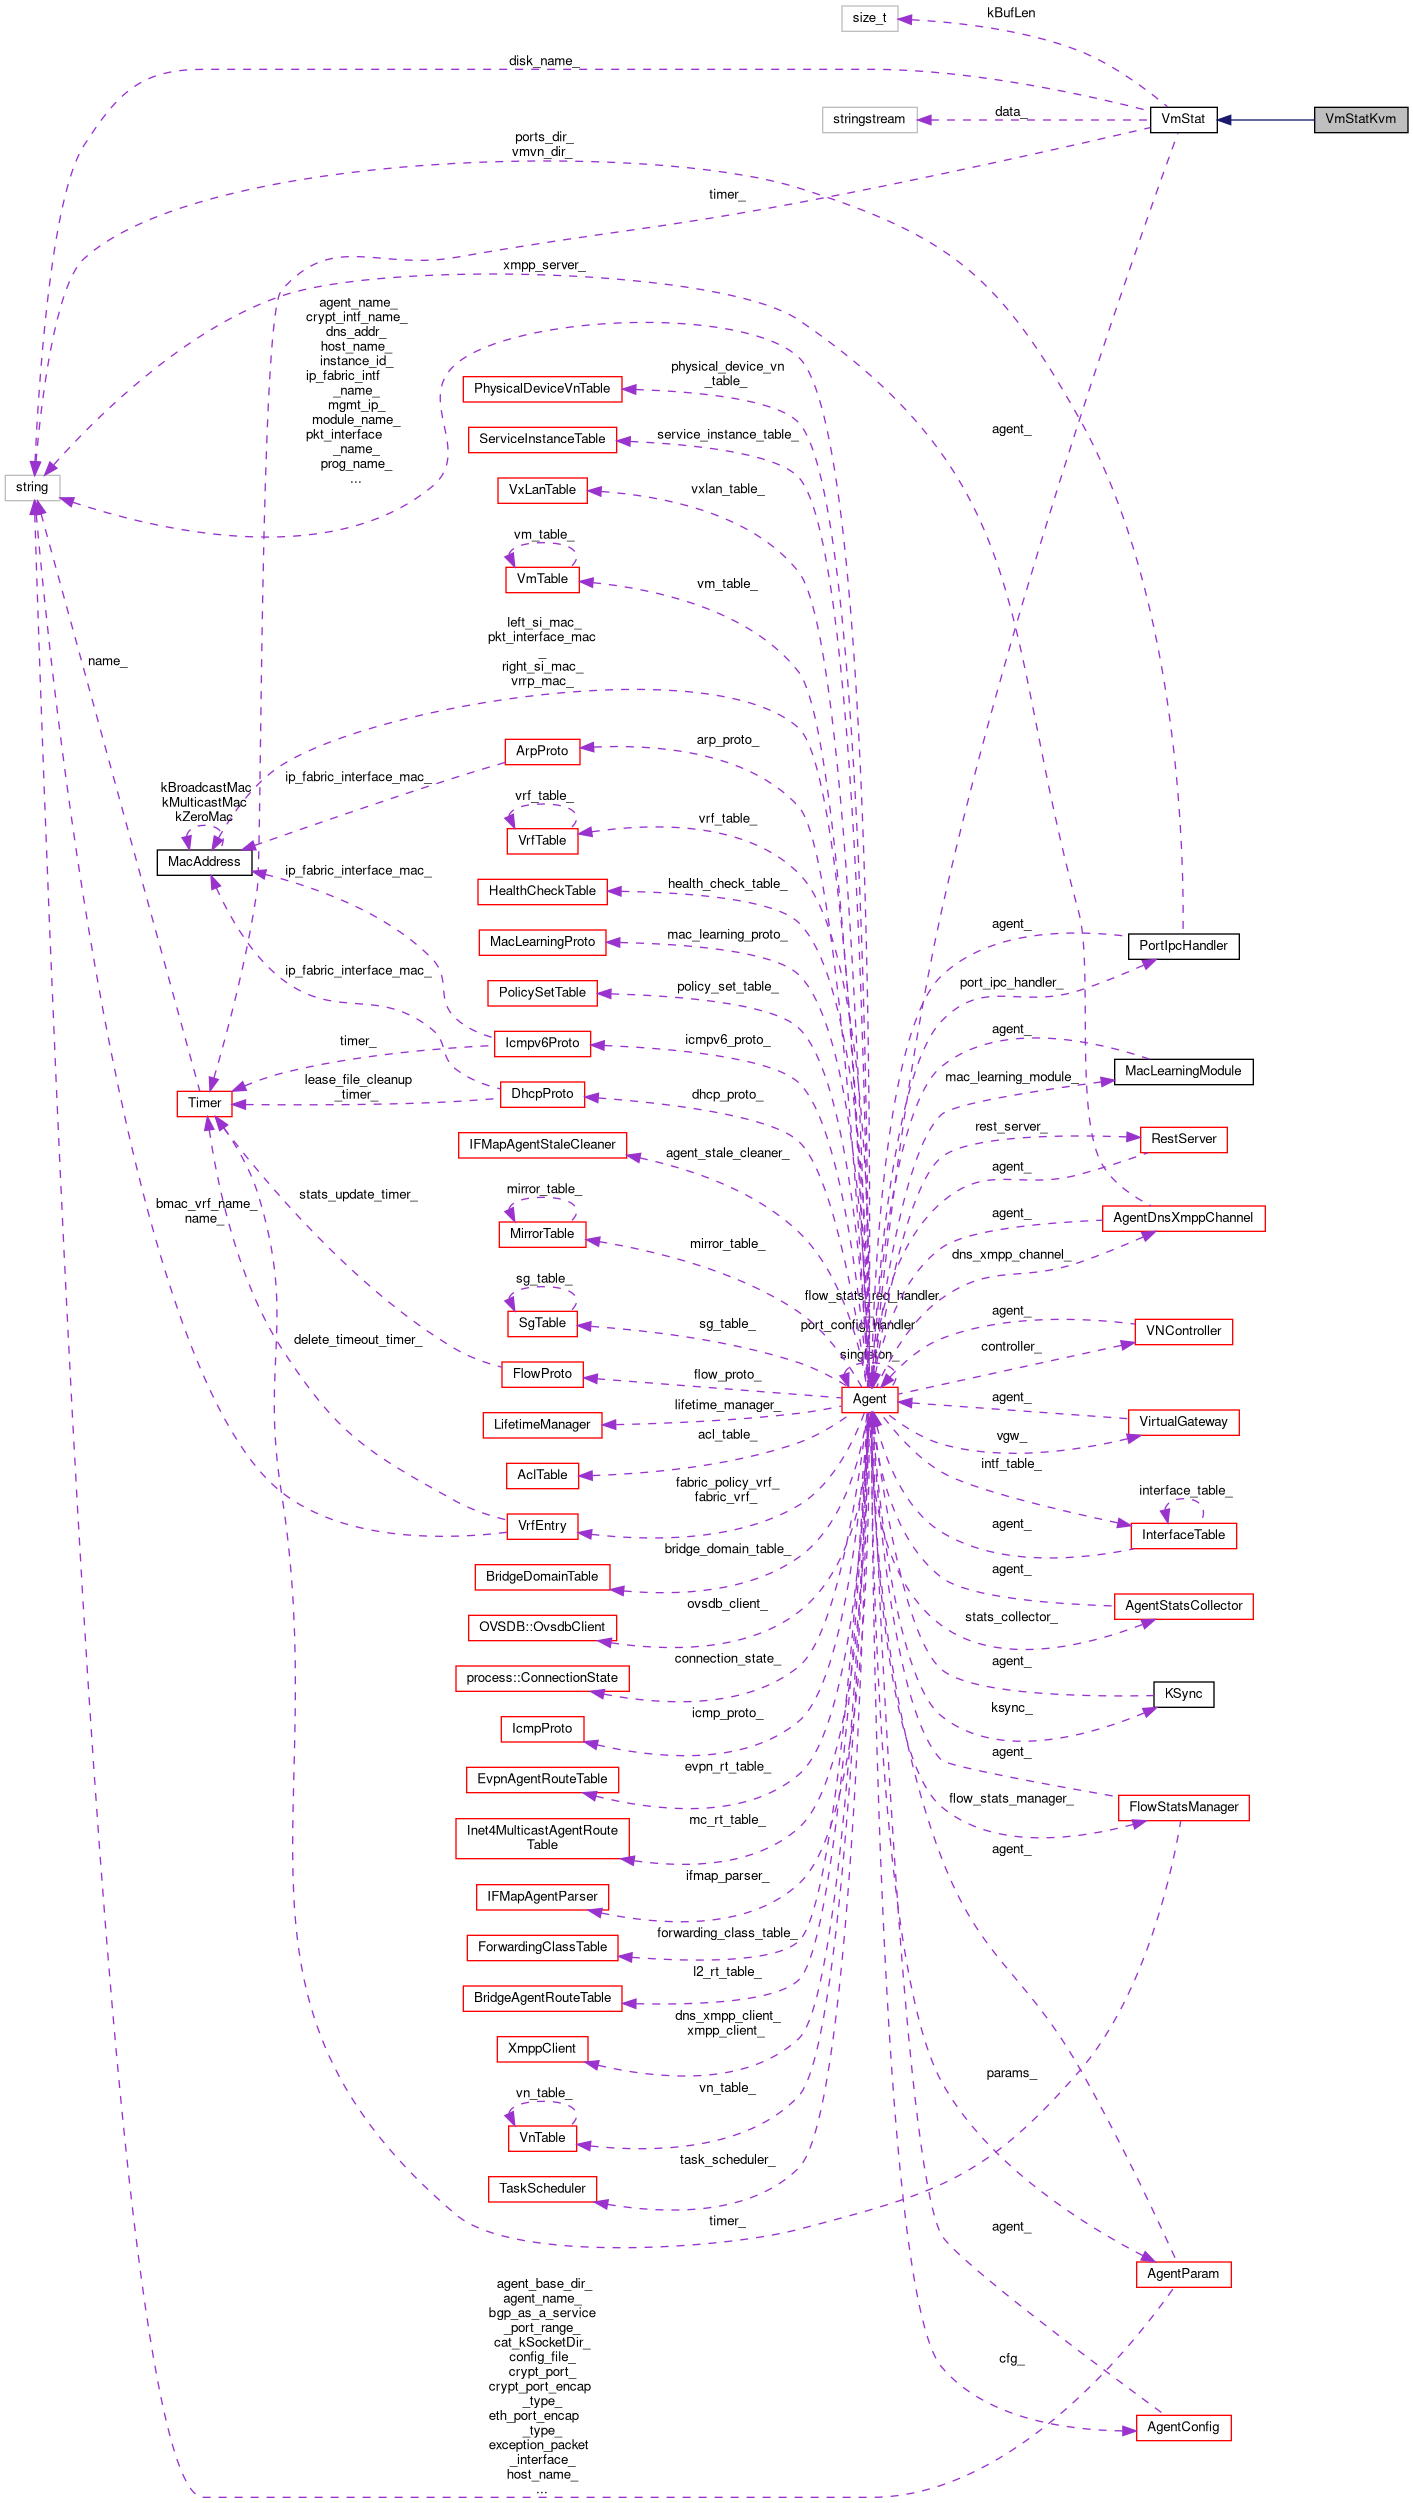 kBufLen
size_t
disk_name_
data_
stringstream
VmStat
VmStatKvm
ports_dir_
vmvn_dir_
timer_
xmpp_server_
agent_name_
crypt_intf_name_
dns_addr_
host_name_
instance_id_
ip_fabric_intf
_name_
mgmt_ip_
module_name_
pkt_interface
_name_
prog_name_
...
physical_device_vn
_table_
PhysicalDeviceVnTable
agent_
service_instance_table_
ServiceInstanceTable
string
vxlan_table_
VxLanTable
vm_table_
VmTable
vm_table_
left_si_mac_
pkt_interface_mac
_
right_si_mac_
vrrp_mac_
name_
arp_proto_
ArpProto
ip_fabric_interface_mac_
kBroadcastMac
kMulticastMac
kZeroMac
MacAddress
vrf_table_
VrfTable
vrf_table_
ip_fabric_interface_mac_
health_check_table_
HealthCheckTable
mac_learning_proto_
MacLearningProto
agent_
PortIpcHandler
port_ipc_handler_
ip_fabric_interface_mac_
policy_set_table_
PolicySetTable
timer_
icmpv6_proto_
Icmpv6Proto
agent_
MacLearningModule
mac_learning_module_
lease_file_cleanup
_timer_
Timer
dhcp_proto_
DhcpProto
rest_server_
RestServer
agent_
IFMapAgentStaleCleaner
agent_stale_cleaner_
stats_update_timer_
bmac_vrf_name_
name_
mirror_table_
MirrorTable
mirror_table_
agent_
AgentDnsXmppChannel
dns_xmpp_channel_
sg_table_
SgTable
sg_table_
flow_stats_req_handler_
port_config_handler_
singleton_
Agent
agent_
VNController
controller_
delete_timeout_timer_
flow_proto_
FlowProto
lifetime_manager_
LifetimeManager
agent_
VirtualGateway
vgw_
acl_table_
AclTable
intf_table_
fabric_policy_vrf_
fabric_vrf_
VrfEntry
interface_table_
InterfaceTable
agent_
bridge_domain_table_
BridgeDomainTable
agent_
AgentStatsCollector
stats_collector_
ovsdb_client_
OVSDB::OvsdbClient
connection_state_
process::ConnectionState
agent_
KSync
ksync_
icmp_proto_
IcmpProto
evpn_rt_table_
EvpnAgentRouteTable
agent_
FlowStatsManager
flow_stats_manager_
mc_rt_table_
Inet4MulticastAgentRoute
Table
agent_
ifmap_parser_
IFMapAgentParser
forwarding_class_table_
ForwardingClassTable
l2_rt_table_
BridgeAgentRouteTable
dns_xmpp_client_
xmpp_client_
XmppClient
params_
vn_table_
VnTable
vn_table_
task_scheduler_
TaskScheduler
timer_
agent_
AgentParam
agent_base_dir_
agent_name_
bgp_as_a_service
_port_range_
cat_kSocketDir_
config_file_
crypt_port_
crypt_port_encap
_type_
eth_port_encap
_type_
exception_packet
_interface_
host_name_
...
cfg_
AgentConfig